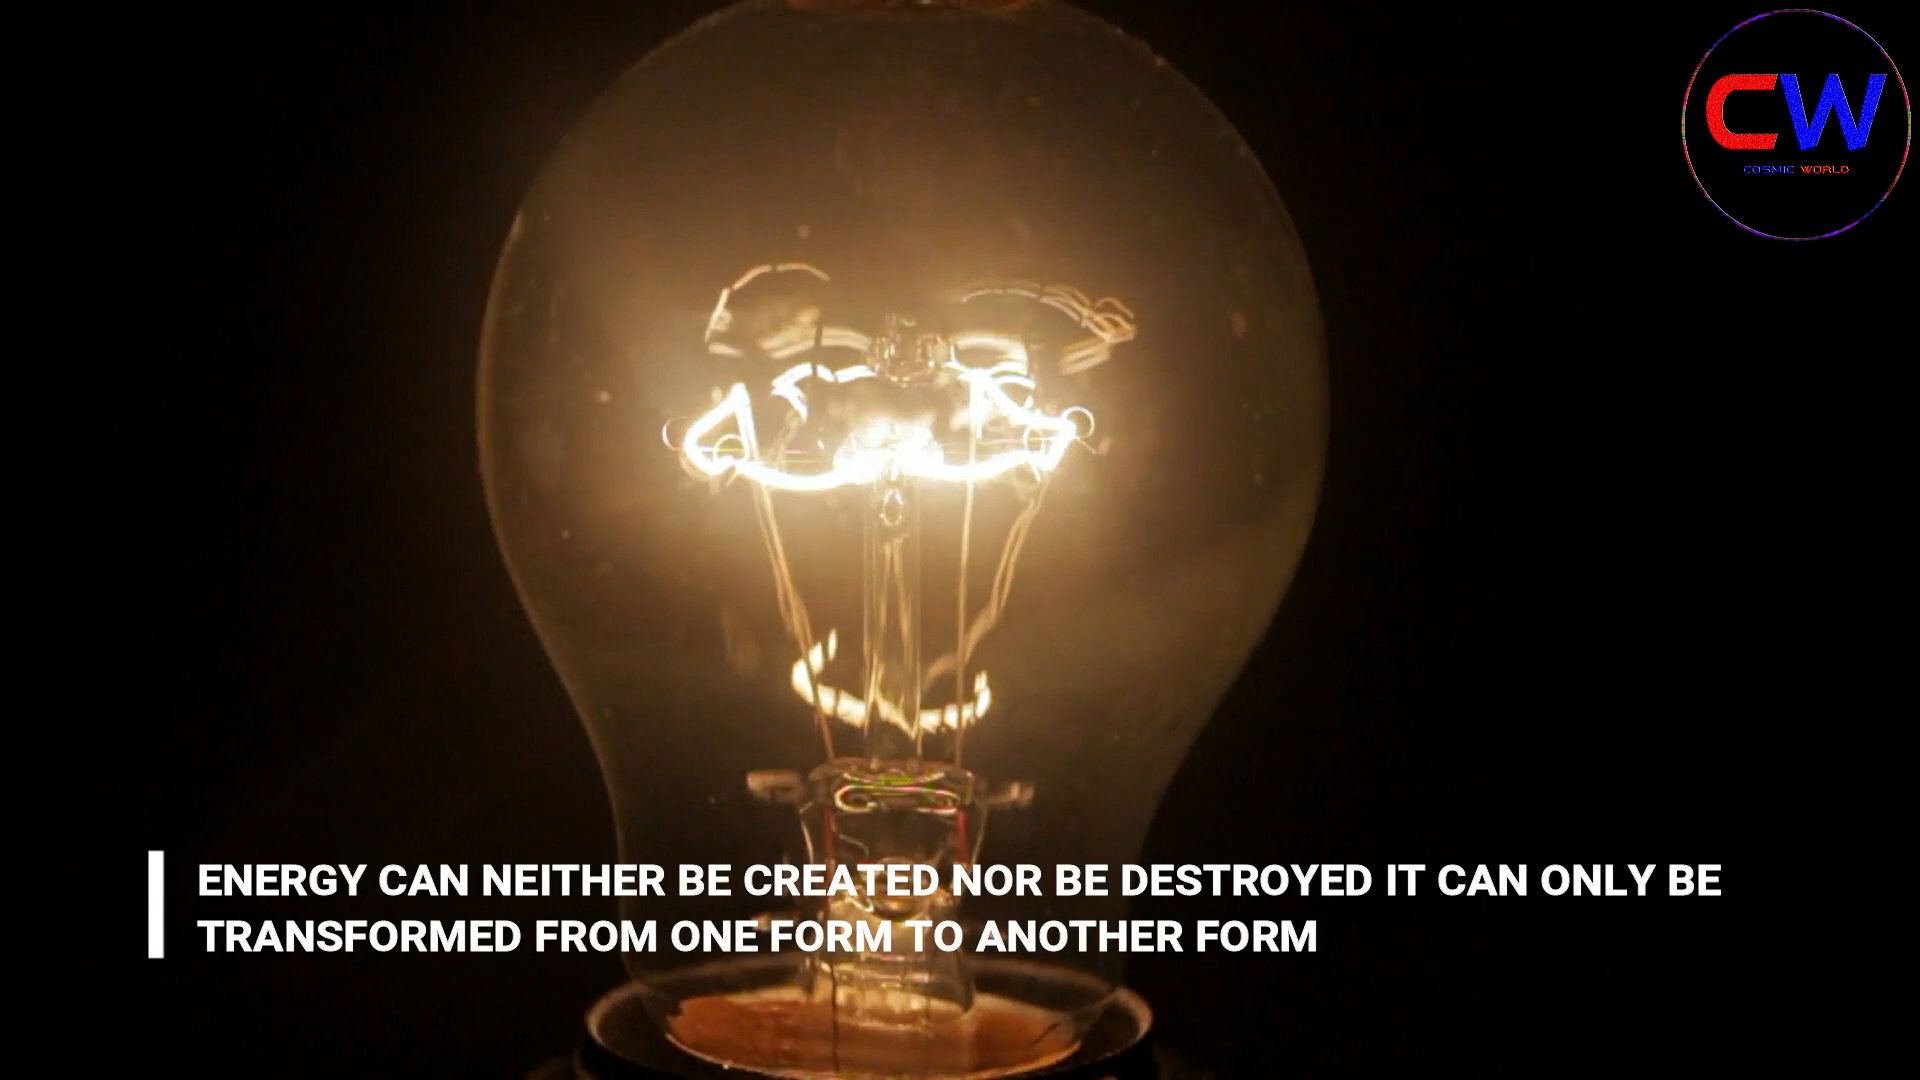 CW
COSMIC WORLD
ENERGY CAN NEITHER BE CREATED NOR BE DESTROYED IT CAN ONLY BE
TRANSFORMED FROM ONE FORM TO ANOTHER FORM